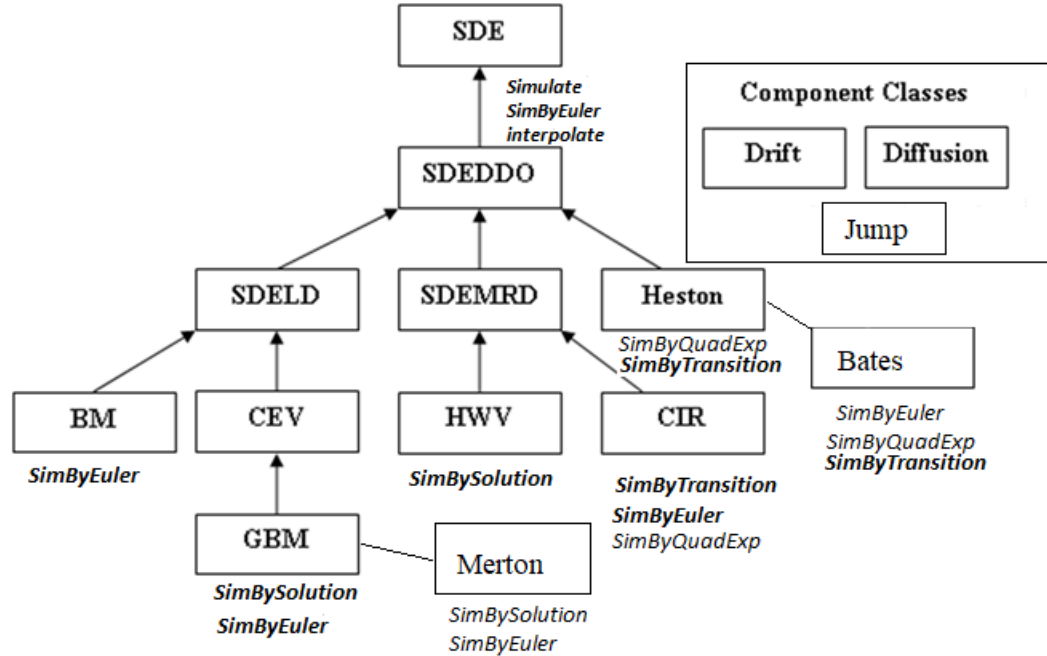 SDE
Simulate
SimByEuler
interpolate
Component Classes
Drift
Diffusion
Jump
SDEDDO
SDELD
SDEMRD
Heston
SimByQuadExp
SimByTransition
Bates
SimByEuler
SimByQuadExp
SimByTransition
BM
SimByEuler
CEV
HWV
SimBySolution
CIR
SimByTransition
SimByEuler
SimByQuadExp
GBM
SimBySolution
SimByEuler
Merton
SimBySolution
SimByEuler